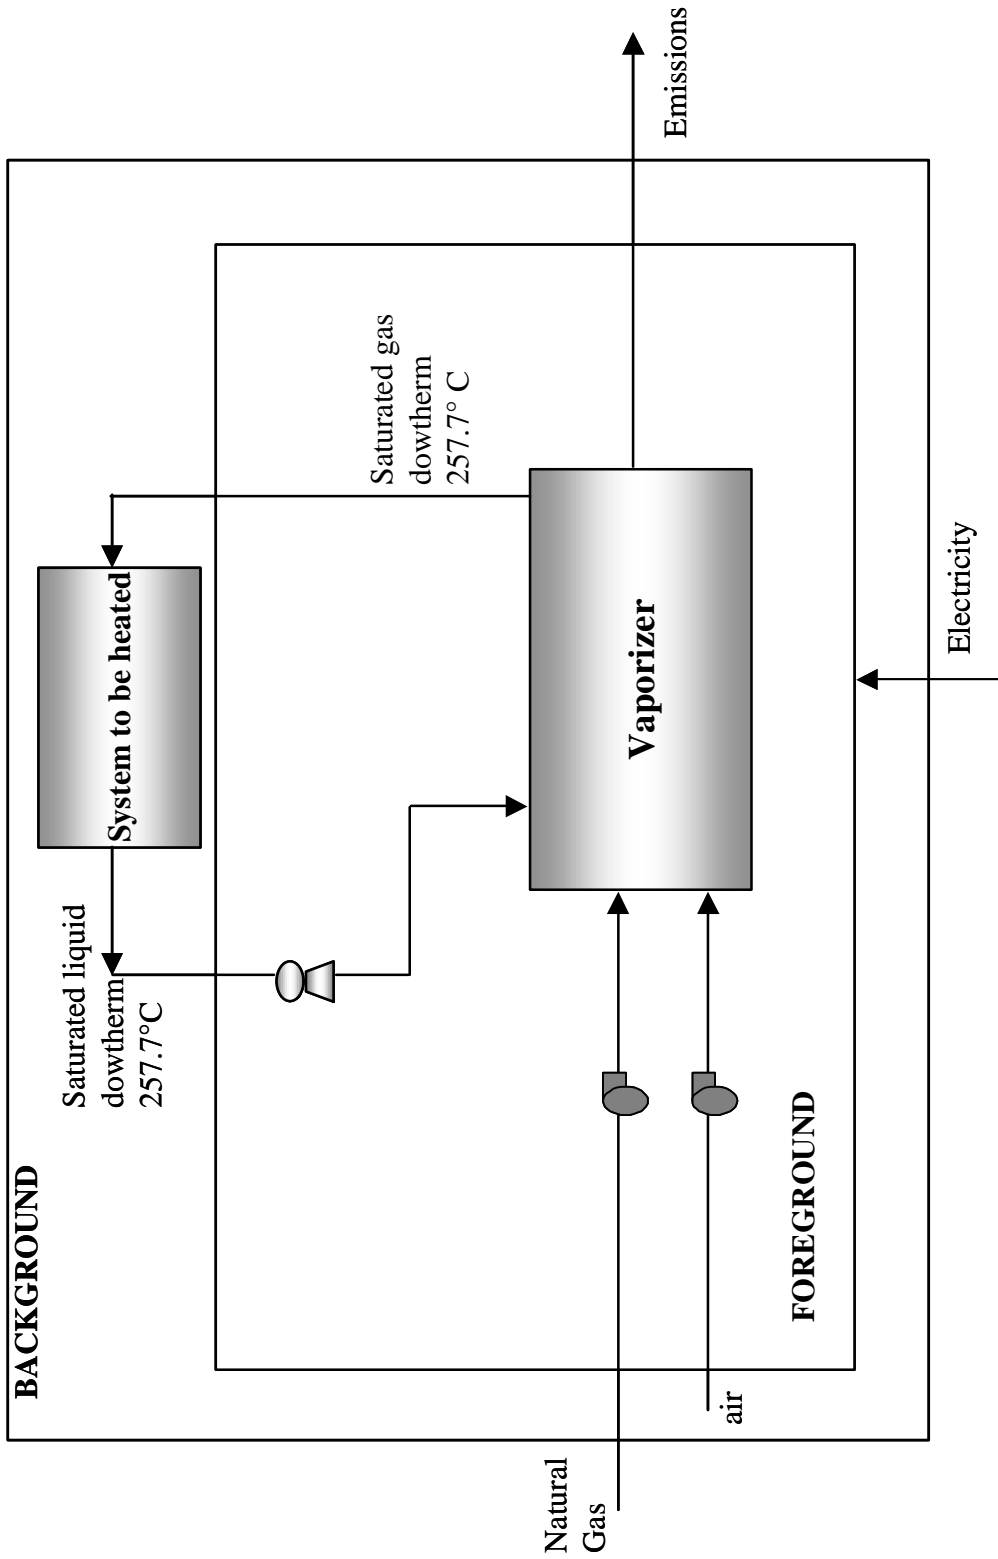 BACKGROUND
Saturated liquid
dowtherm
257.7°C
System to be heated
Saturated gas
dowtherm
257.7° C
Natural
Gas
air
Vaporizer
Emissions
FOREGROUND
Electricity